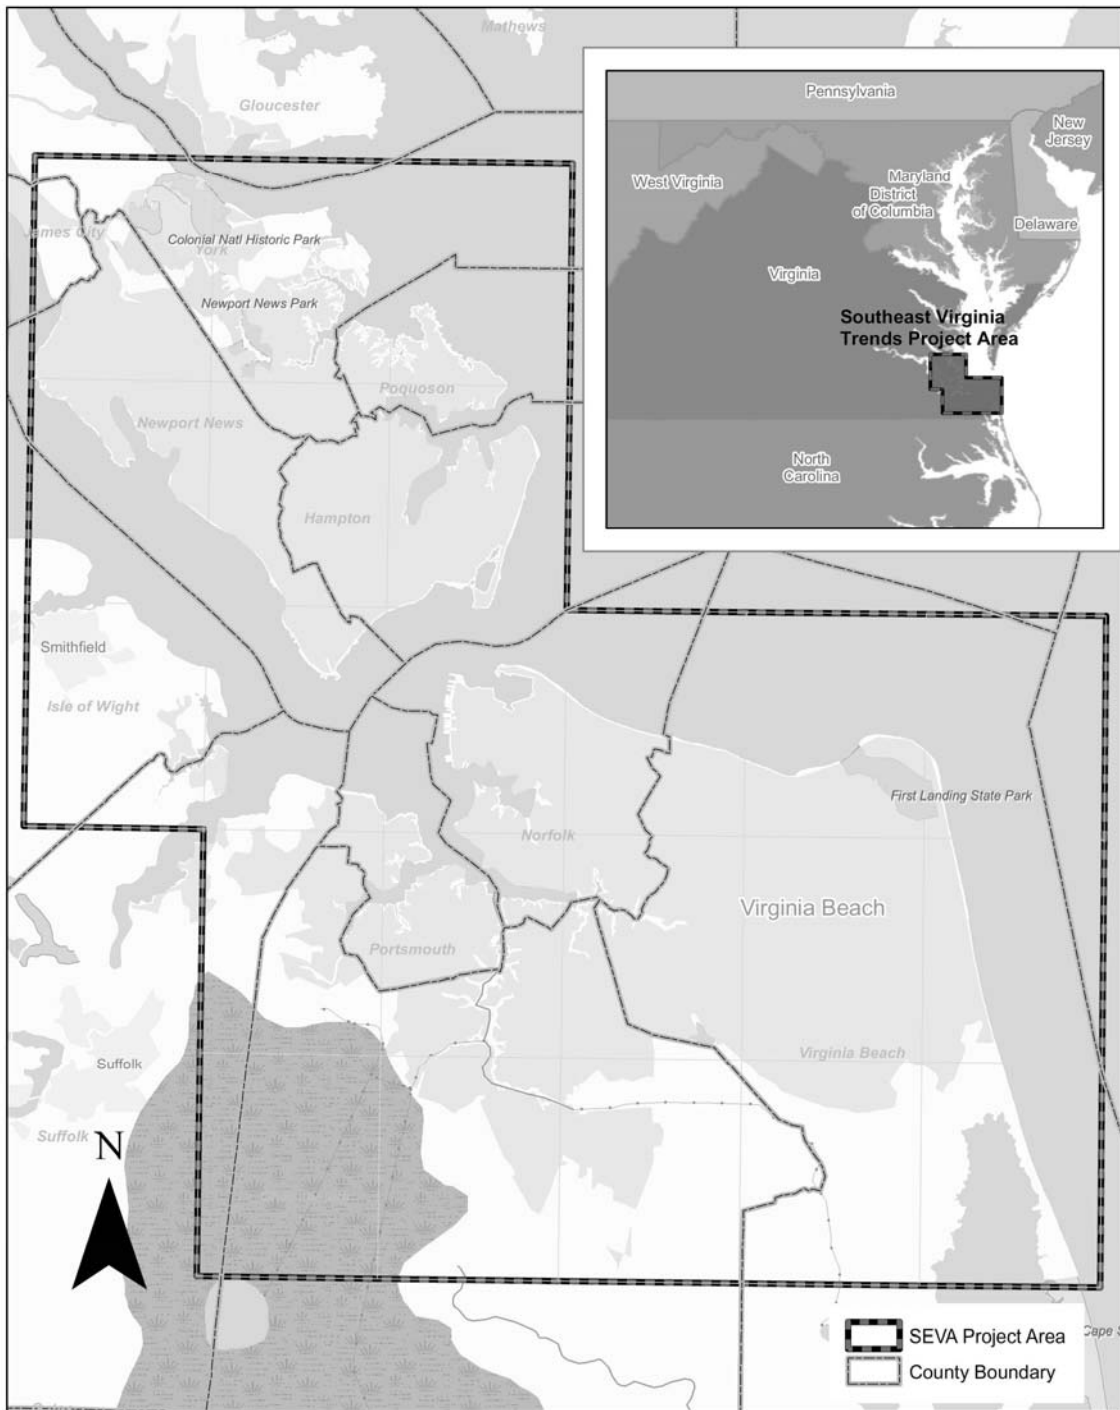 Mathews
Gloucester
Pennsylvania
New
Jersey
West Virginia
Maryland
District
of Columbia
Delaware
Virginia
Southeast Virginia
Trends Project Area
North
Carolina
James City
Colonial Natl Historic Park
York
Newport News Park
Poquoson
Newport News
Hampton
Smithfield
Isle of Wight
First Landing State Park
Norfolk
Virginia Beach
Portsmouth
Virginia Beach
Suffolk
Suffolk
N
SEVA Project Area
County Boundary
Cape